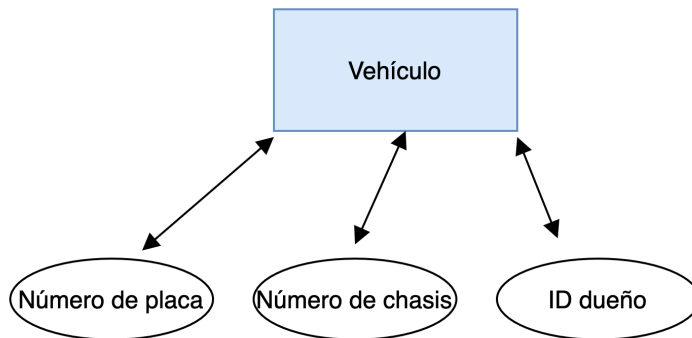 Vehículo
Número de placa
Número de chasis
ID dueño